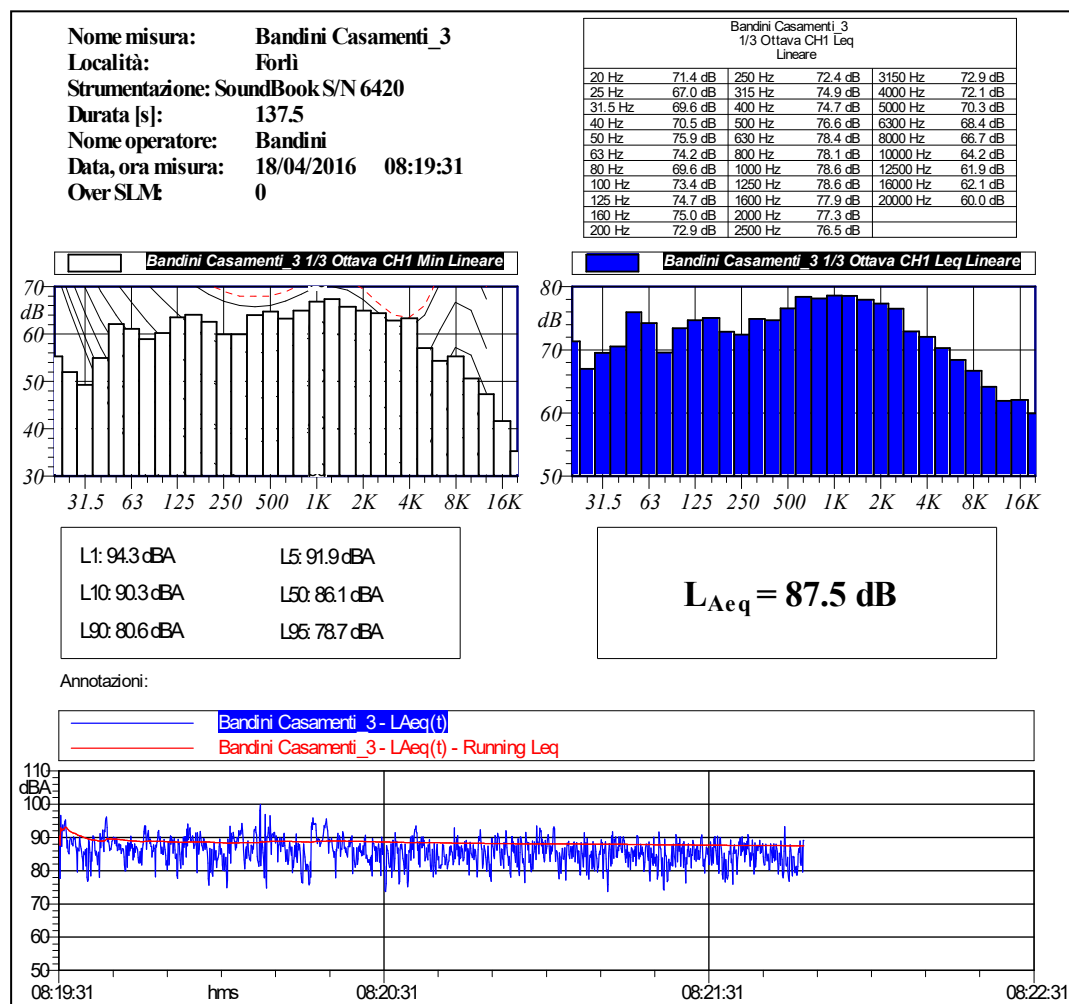 Nome misura: Bandini Casamenti_3
Località: Forlì
Strumentazione: SoundBook S/N 6420
Durata [s]: 137.5
Nome operatore: Bandini
Data, ora misura: 18/04/2016 08:19:31
Over SLM: 0
Bandini Casamenti_3
1/3 Ottava CH1 Leq
Lineare
20 Hz 71.4 dB 250 Hz 72.4 dB 3150 Hz 72.9 dB
25 Hz 67.0 dB 315 Hz 74.9 dB 4000 Hz 72.1 dB
31.5 Hz 69.6 dB 400 Hz 74.7 dB 5000 Hz 70.3 dB
40 Hz 70.5 dB 500 Hz 76.6 dB 6300 Hz 68.4 dB
50 Hz 75.9 dB 630 Hz 78.4 dB 8000 Hz 66.7 dB
63 Hz 74.2 dB 800 Hz 78.1 dB 10000 Hz 64.2 dB
80 Hz 69.6 dB 1000 Hz 78.6 dB 12500 Hz 61.9 dB
100 Hz 73.4 dB 1250 Hz 78.6 dB 16000 Hz 62.1 dB
125 Hz 74.7 dB 1600 Hz 77.9 dB 20000 Hz 60.0 dB
160 Hz 75.0 dB 2000 Hz 77.3 dB
200 Hz 72.9 dB 2500 Hz 76.5 dB
Bandini Casamenti_3 1/3 Ottava CH1 Min Lineare
70
dB
60
50
40
30
31.5 63 125 250 500 1K 2K 4K 8K 16K
Bandini Casamenti_3 1/3 Ottava CH1 Leq Lineare
80
dB
70
60
50
31.5 63 125 250 500 1K 2K 4K 8K 16K
L1: 94.3 dBA L5: 91.9 dBA
L10: 90.3 dBA L50: 86.1 dBA
L90: 80.6 dBA L95: 78.7 dBA
LAeq = 87.5 dB
Annotazioni:
Bandini Casamenti_3 - LAeq(t)
Bandini Casamenti_3 - LAeq(t) - Running Leq
110
dBA
100
90
80
70
60
50
08:19:31 hms 08:20:31 08:21:31 08:22:31